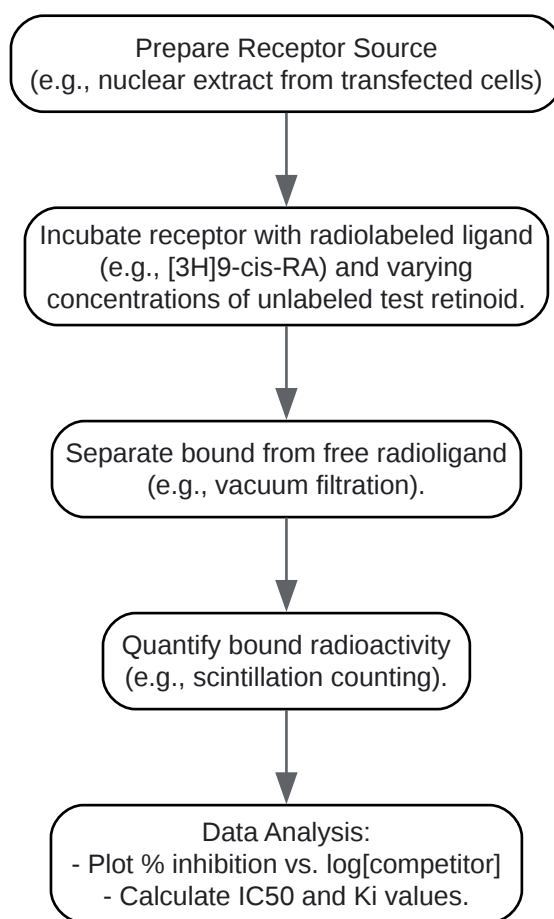 Prepare Receptor Source
(e.g., nuclear extract from transfected cells)
Incubate receptor with radiolabeled ligand
(e.g., [3H]9-cis-RA) and varying
concentrations of unlabeled test retinoid.
Separate bound from free radioligand
(e.g., vacuum filtration).
Quantify bound radioactivity
(e.g., scintillation counting).
Data Analysis:
- Plot % inhibition vs. log[competitor]
- Calculate IC50 and Ki values.